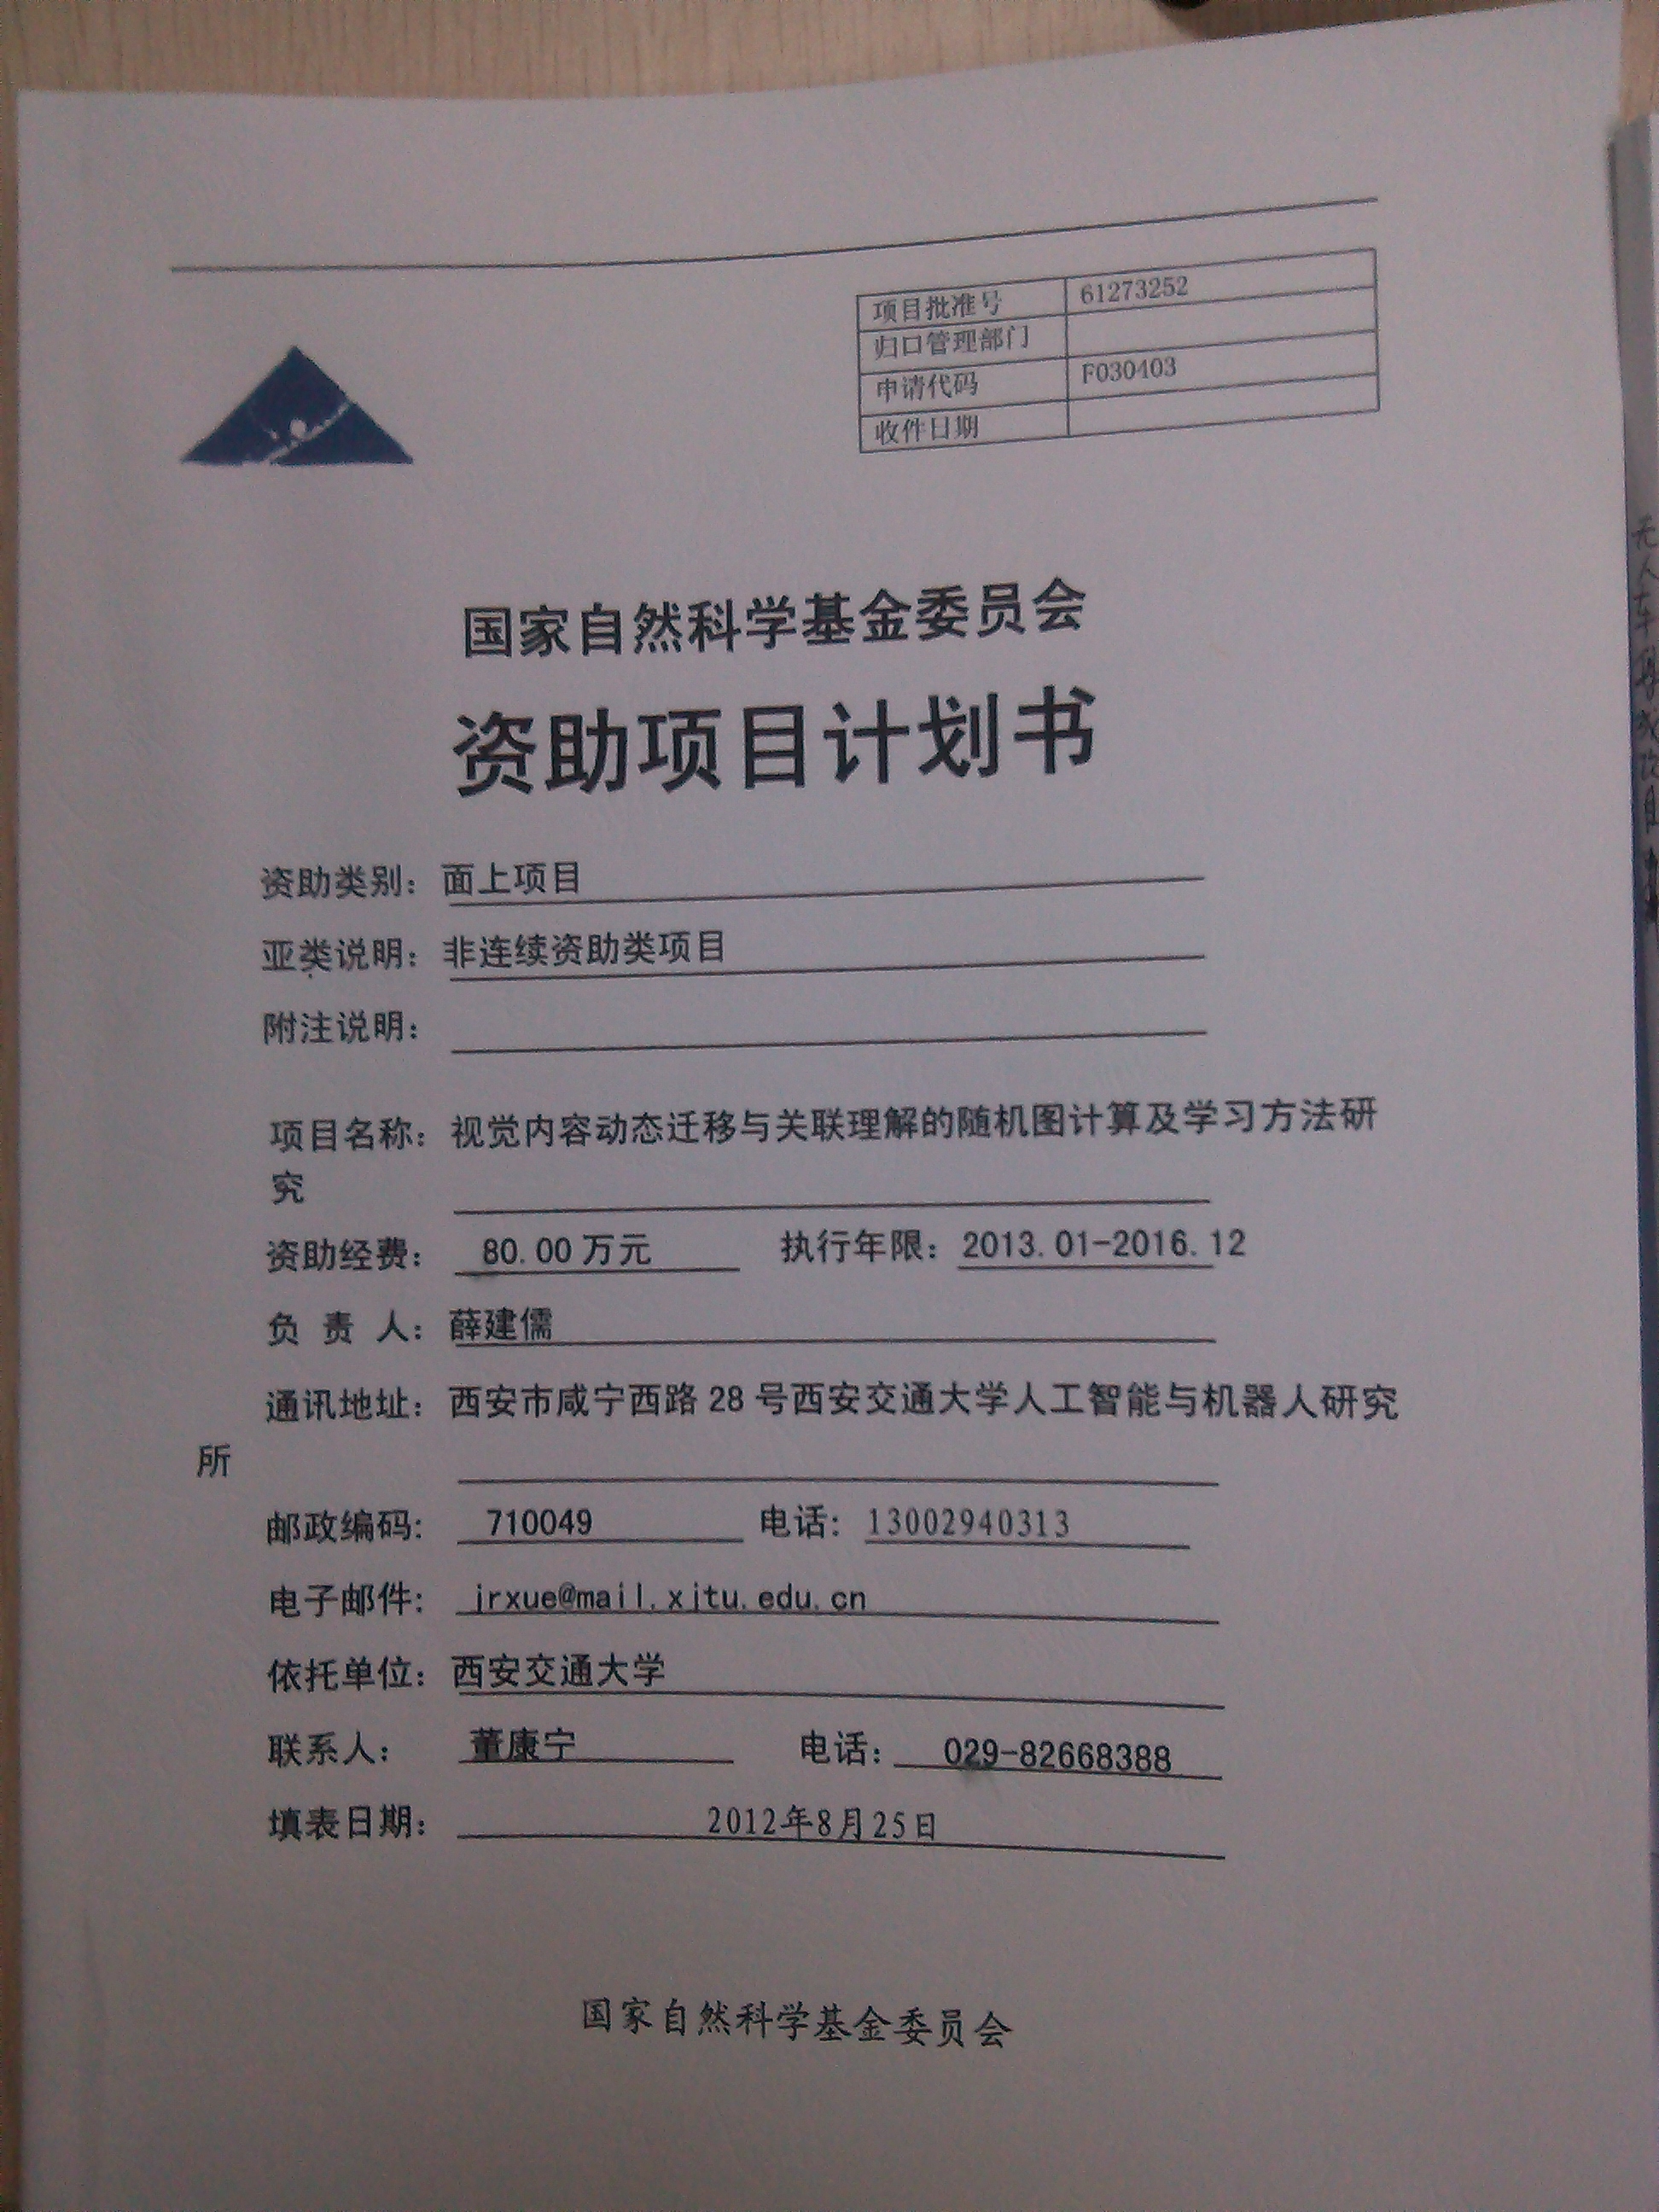 项目批准号 61273252
归口管理部门
申请代码 F030403
收件日期
国家自然科学基金委员会
资助项目计划书
资助类别：面上项目
亚类说明：非连续资助类项目
附注说明：
项目名称：视觉内容动态迁移与关联理解的随机图计算及学习方法研
究
资助经费： 80.00 万元 执行年限：2013.01-2016.12
负 责 人：薛建儒
通讯地址：西安市咸宁西路 28 号西安交通大学人工智能与机器人研究
所
邮政编码： 710049 电话：13002940313
电子邮件： jrxue@mail.xjtu.edu.cn
依托单位：西安交通大学
联系人： 董康宁 电话： 029-82668388
填表日期： 2012年8月25日
国家自然科学基金委员会